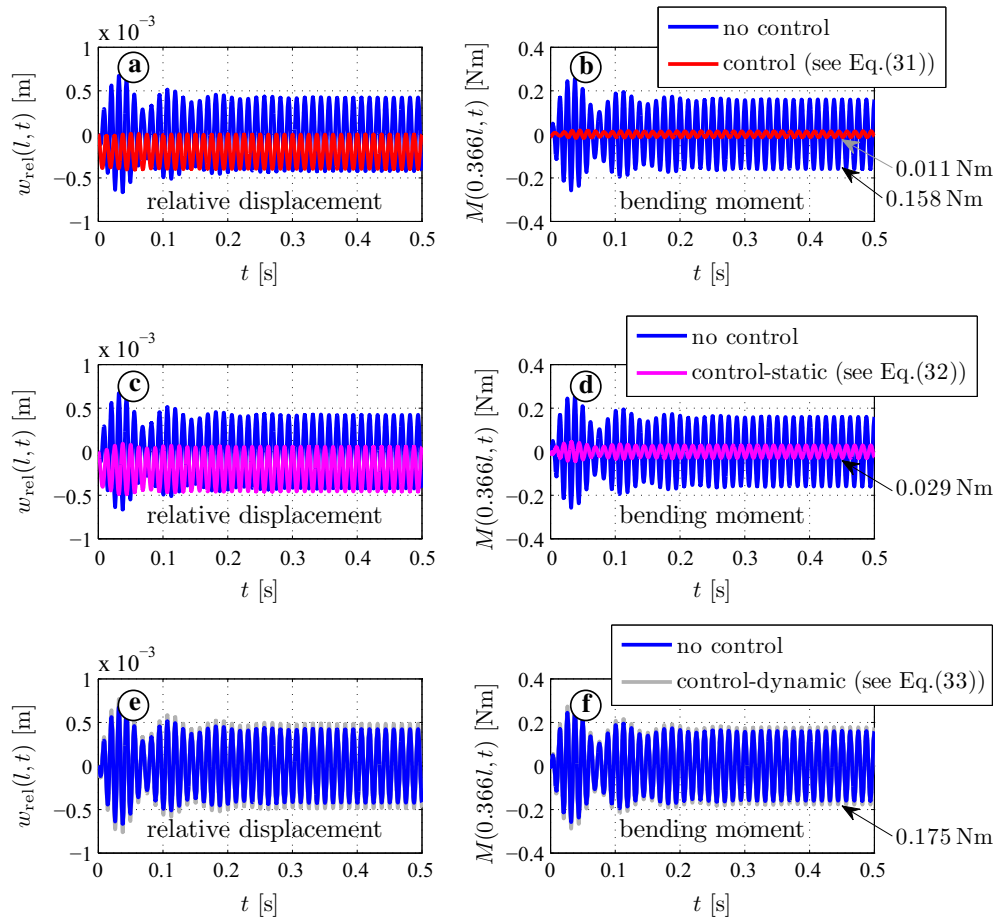 x 10⁻³
1
0.5
0
−0.5
−1
w_rel(l, t) [m]
a
relative displacement
0 0.1 0.2 0.3 0.4 0.5
t [s]
no control
control (see Eq.(31))
0.4
0.2
0
−0.2
−0.4
M(0.366l, t) [Nm]
b
0.011 Nm
0.158 Nm
bending moment
0 0.1 0.2 0.3 0.4 0.5
t [s]
x 10⁻³
1
0.5
0
−0.5
−1
w_rel(l, t) [m]
c
relative displacement
0 0.1 0.2 0.3 0.4 0.5
t [s]
no control
control-static (see Eq.(32))
0.4
0.2
0
−0.2
−0.4
M(0.366l, t) [Nm]
d
0.029 Nm
bending moment
0 0.1 0.2 0.3 0.4 0.5
t [s]
x 10⁻³
1
0.5
0
−0.5
−1
w_rel(l, t) [m]
e
relative displacement
0 0.1 0.2 0.3 0.4 0.5
t [s]
no control
control-dynamic (see Eq.(33))
0.4
0.2
0
−0.2
−0.4
M(0.366l, t) [Nm]
f
bending moment
0.175 Nm
0 0.1 0.2 0.3 0.4 0.5
t [s]